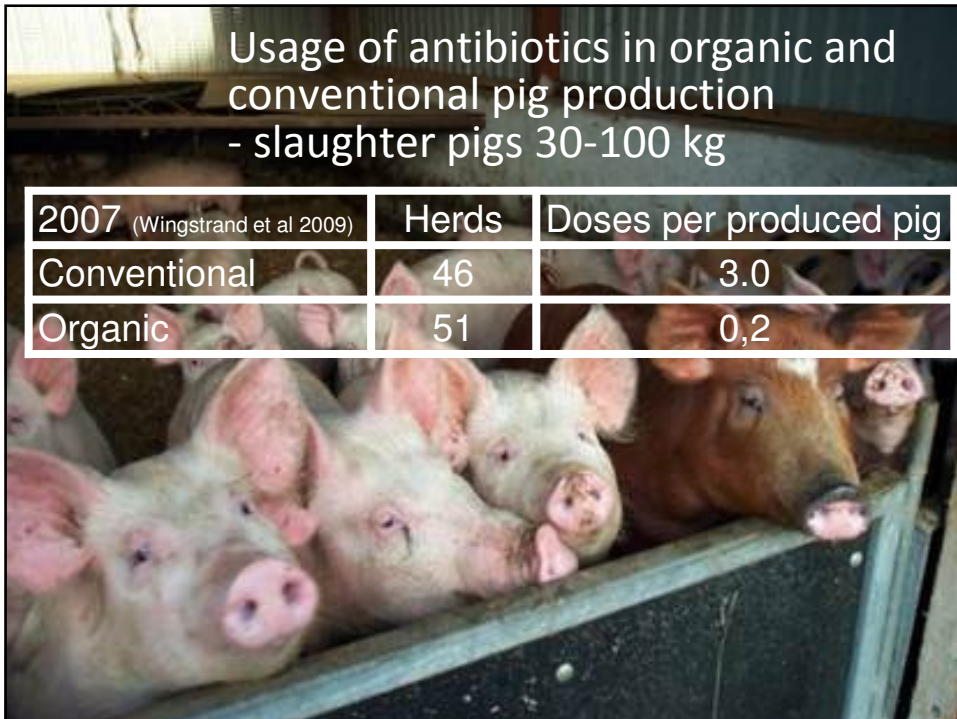 Usage of antibiotics in organic and
conventional pig production
- slaughter pigs 30-100 kg
2007 (Wingstrand et al 2009) Herds Doses per produced pig
Conventional 46 3.0
Organic 51 0,2